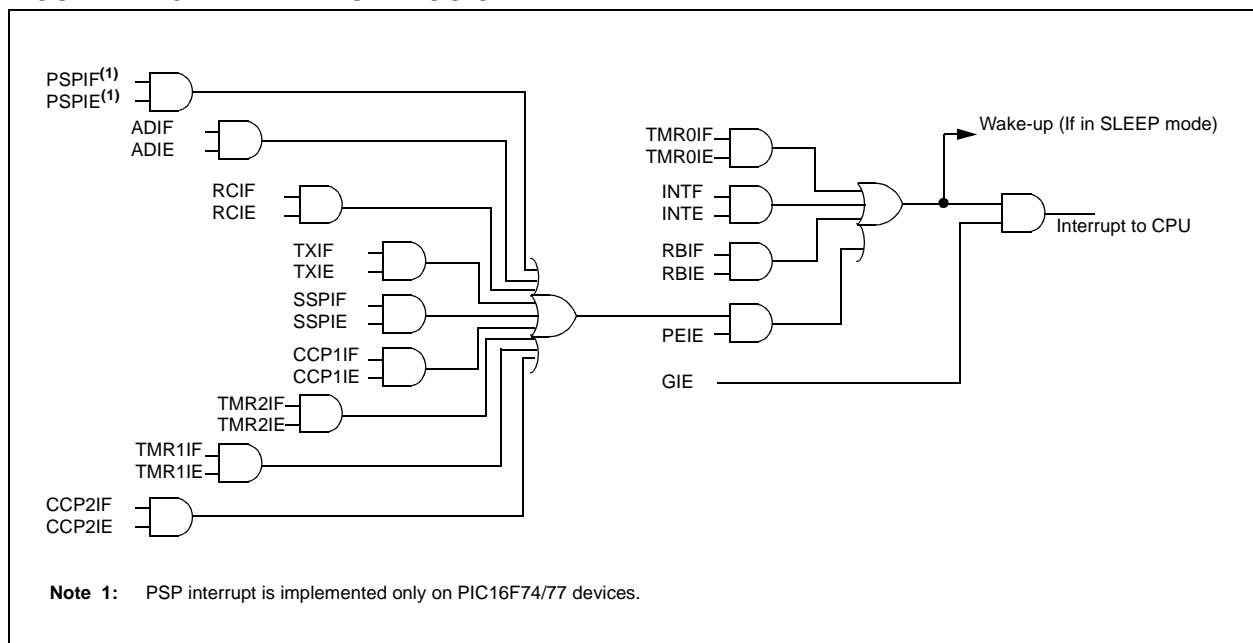 PSPIF(1)
PSPIE(1)
ADIF
ADIE
RCIF
RCIE
TXIF
TXIE
SSPIF
SSPIE
CCP1IF
CCP1IE
TMR2IF
TMR2IE
TMR1IF
TMR1IE
CCP2IF
CCP2IE
TMR0IF
TMR0IE
INTF
INTE
RBIF
RBIE
PEIE
GIE
Wake-up (If in SLEEP mode)
Interrupt to CPU
Note 1: PSP interrupt is implemented only on PIC16F74/77 devices.